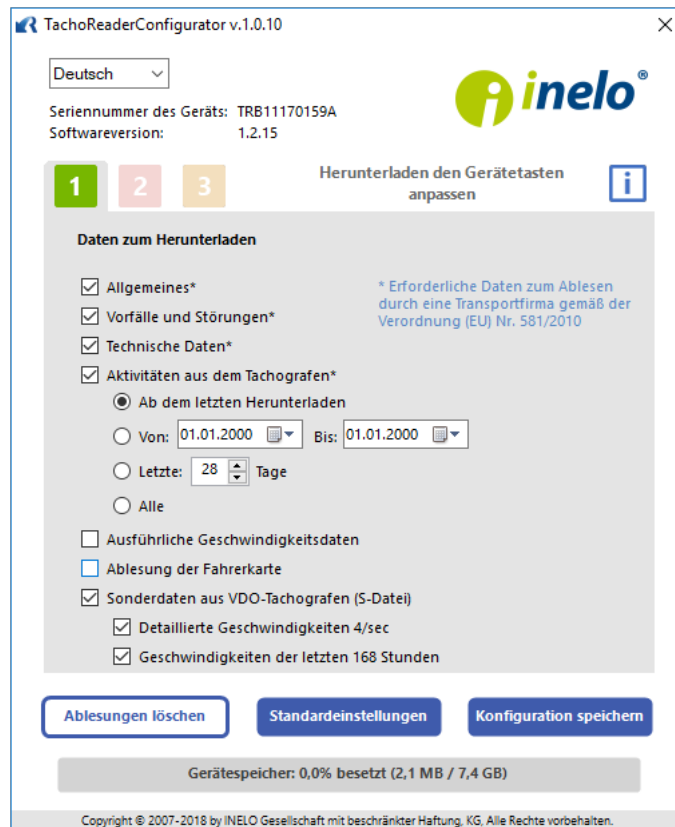 TachoReaderConfigurator v.1.0.10
Deutsch
inelo®
Seriennummer des Geräts: TRB11170159A
Softwareversion: 1.2.15
1 2 3
Herunterladen den Gerätetasten
anpassen
i
Daten zum Herunterladen
Allgemeines*
* Erforderliche Daten zum Ablesen
durch eine Transportfirma gemäß der
Verordnung (EU) Nr. 581/2010
Vorfälle und Störungen*
Technische Daten*
Aktivitäten aus dem Tachografen*
Ab dem letzten Herunterladen
Von: 01.01.2000 Bis: 01.01.2000
Letzte: 28 Tage
Alle
Ausführliche Geschwindigkeitsdaten
Ablesung der Fahrerkarte
Sonderdaten aus VDO-Tachografen (S-Datei)
Detaillierte Geschwindigkeiten 4/sec
Geschwindigkeiten der letzten 168 Stunden
Ablesungen löschen Standardeinstellungen Konfiguration speichern
Gerätespeicher: 0,0% besetzt (2,1 MB / 7,4 GB)
Copyright © 2007-2018 by INELO Gesellschaft mit beschränkter Haftung, KG, Alle Rechte vorbehalten.